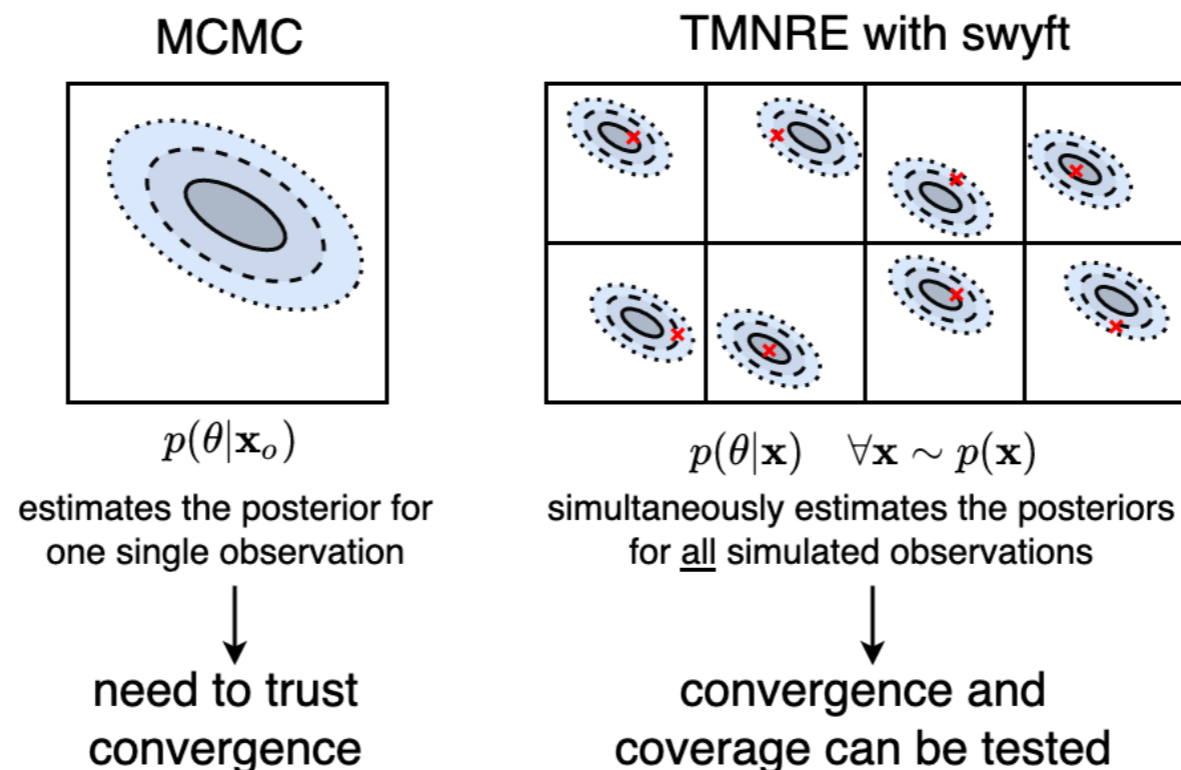 MCMC
p(θ|x_o)
estimates the posterior for
one single observation
need to trust
convergence
TMNRE with swyft
p(θ|x) ∀x ∼ p(x)
simultaneously estimates the posteriors
for all simulated observations
convergence and
coverage can be tested